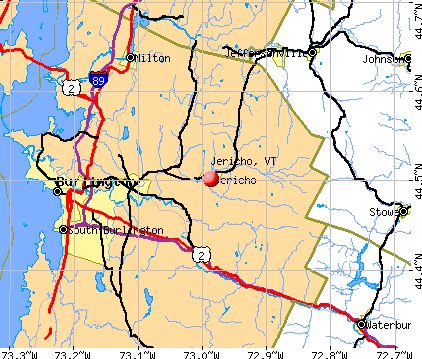 44.7°N
Jeffersonville
Milton
Johnson
89
2
44.6°N
Jericho, VT
Jericho
44.5°N
Burlington
Stowe
South Burlington
2
44.4°N
Waterbur
73.3°W 73.2°W 73.1°W 73.0°W 72.9°W 72.8°W 72.7°W